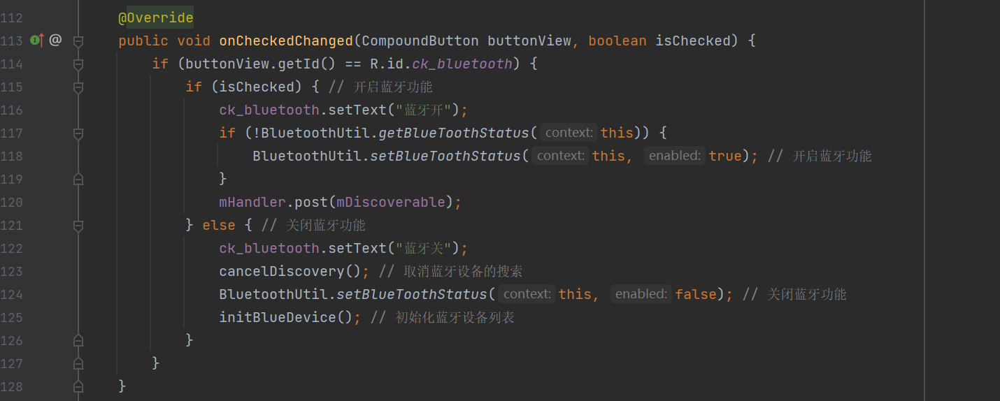 112 @Override
113 @ public void onCheckedChanged(CompoundButton buttonView, boolean isChecked) {
114 if (buttonView.getId() == R.id.ck_bluetooth) {
115 if (isChecked) { // 开启蓝牙功能
116 ck_bluetooth.setText("蓝牙开");
117 if (!BluetoothUtil.getBlueToothStatus( context: this)) {
118 BluetoothUtil.setBlueToothStatus( context: this, enabled: true); // 开启蓝牙功能
119 }
120 mHandler.post(mDiscoverable);
121 } else { // 关闭蓝牙功能
122 ck_bluetooth.setText("蓝牙关");
123 cancelDiscovery(); // 取消蓝牙设备的搜索
124 BluetoothUtil.setBlueToothStatus( context: this, enabled: false); // 关闭蓝牙功能
125 initBlueDevice(); // 初始化蓝牙设备列表
126 }
127 }
128 }